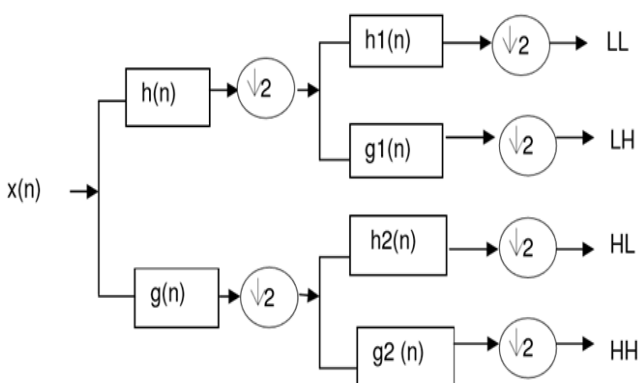 h1(n) ↓2 LL
h(n) ↓2
g1(n) ↓2 LH
x(n)
h2(n) ↓2 HL
g(n) ↓2
g2 (n) ↓2 HH